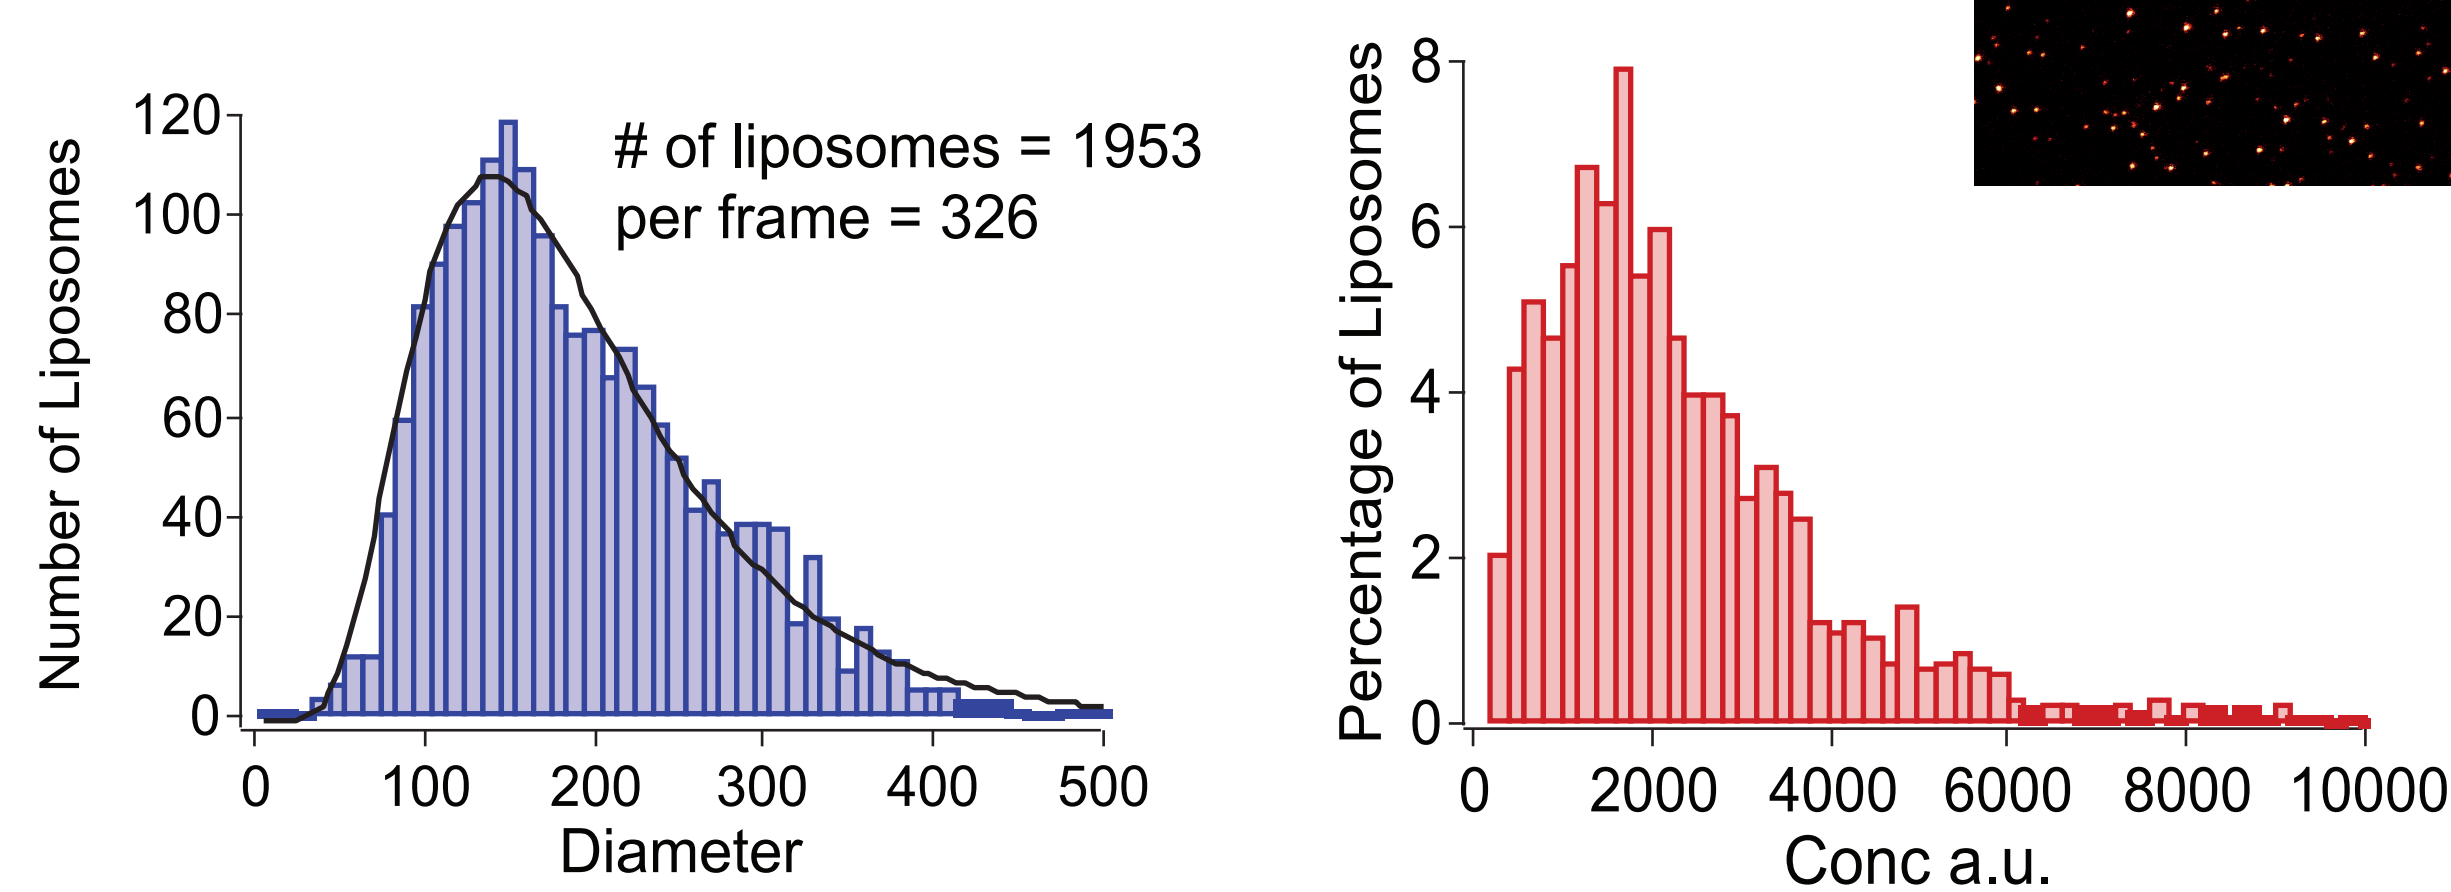 Number of Liposomes
120
100
80
60
40
20
0
# of liposomes = 1953
per frame = 326
0 100 200 300 400 500
Diameter
Percentage of Liposomes
8
6
4
2
0
0 2000 4000 6000 8000 10000
Conc a.u.